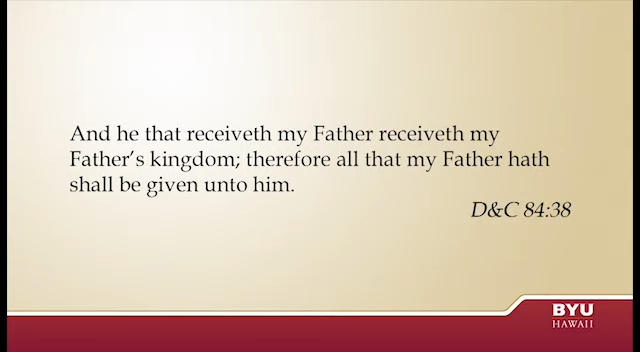 And he that receiveth my Father receiveth my
Father’s kingdom; therefore all that my Father hath
shall be given unto him.
D&C 84:38
BYU
HAWAII